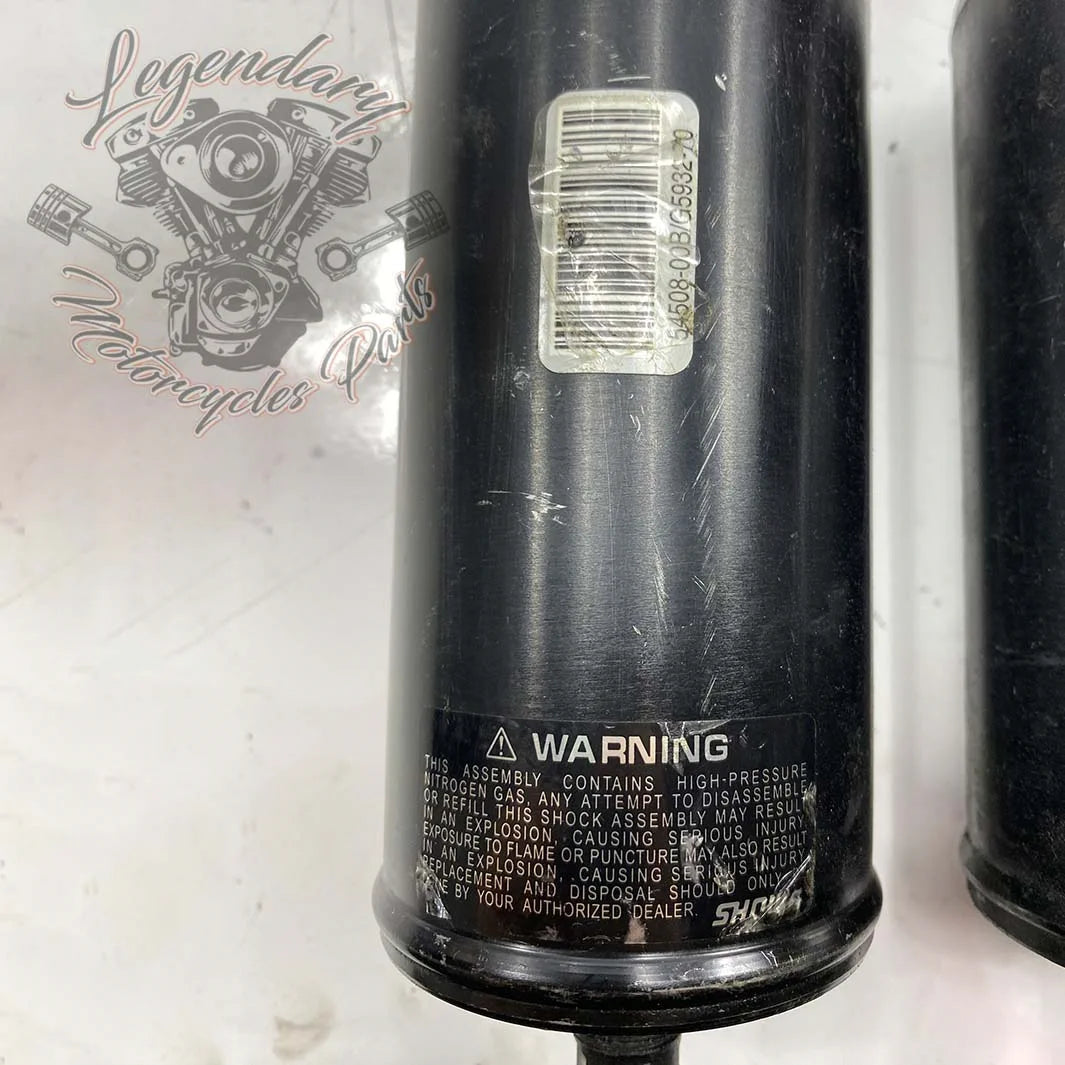 Legendary
Motorcycles Parts
54508-00B/G5932-70
WARNING
THIS ASSEMBLY CONTAINS HIGH-PRESSURE
NITROGEN GAS. ANY ATTEMPT TO DISASSEMBLE
OR REFILL THIS SHOCK ASSEMBLY MAY RESULT
IN AN EXPLOSION, CAUSING SERIOUS INJURY
EXPOSURE TO FLAME OR PUNCTURE MAY ALSO RESULT
IN AN EXPLOSION, CAUSING SERIOUS INJURY
REPLACEMENT AND DISPOSAL SHOULD ONLY
BY YOUR AUTHORIZED DEALER.
SHOWA